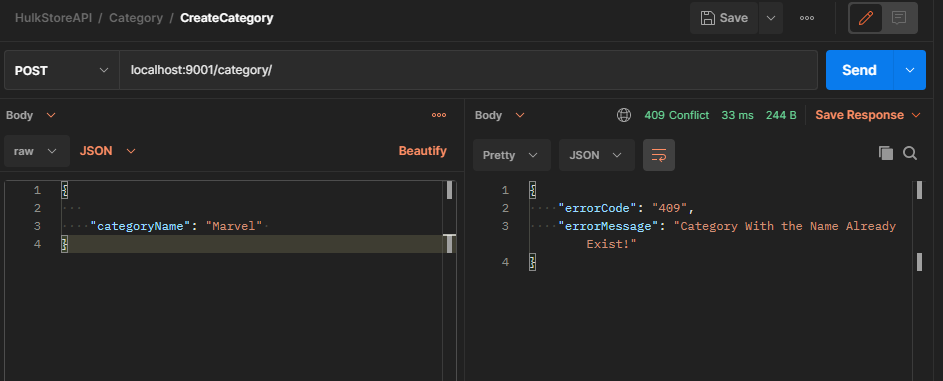 HulkStoreAPI / Category / CreateCategory
Save
POST
localhost:9001/category/
Send
Body
raw
JSON
Beautify
1 {
2
3 "categoryName": "Marvel"
4 }
Body
409 Conflict 33 ms 244 B Save Response
Pretty
JSON
1 {
2 "errorCode": "409",
3 "errorMessage": "Category With the Name Already
Exist!"
4 }